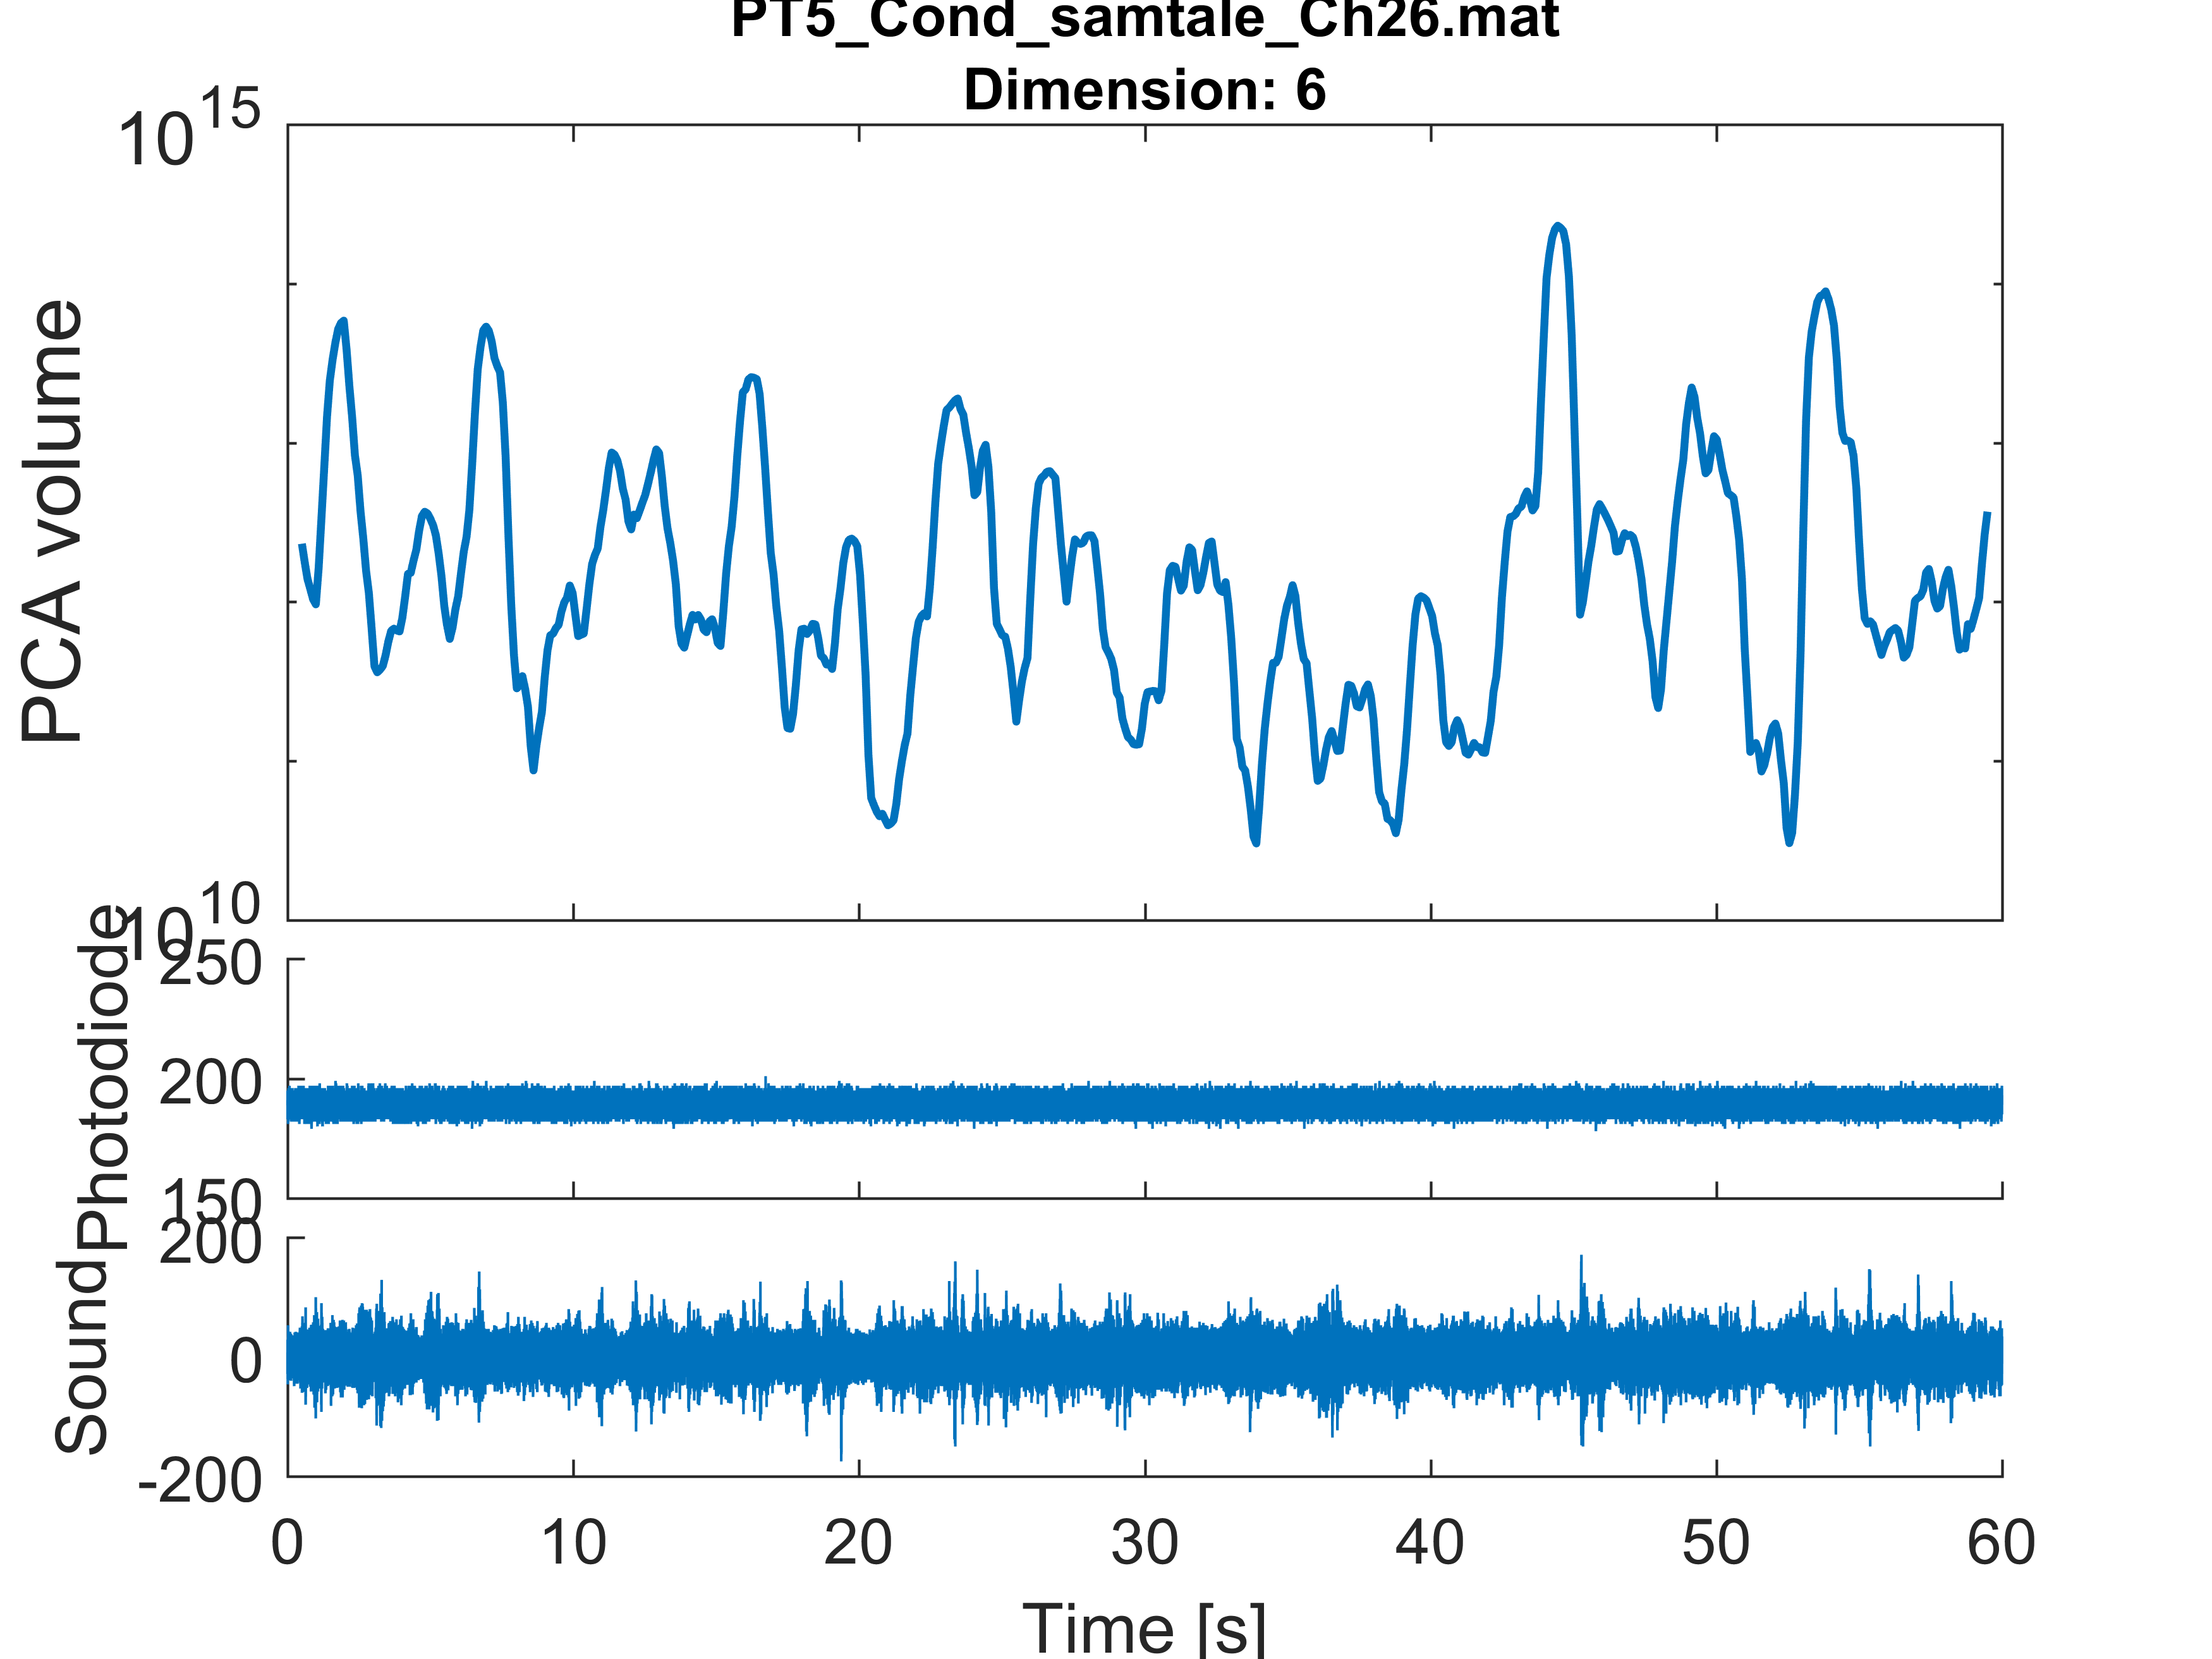 PT5_Cond_samtale_Ch26.mat
Dimension: 6
10^15
PCA volume
10^10
250
200
150
Photodiode
200
0
-200
Sound
0 10 20 30 40 50 60
Time [s]